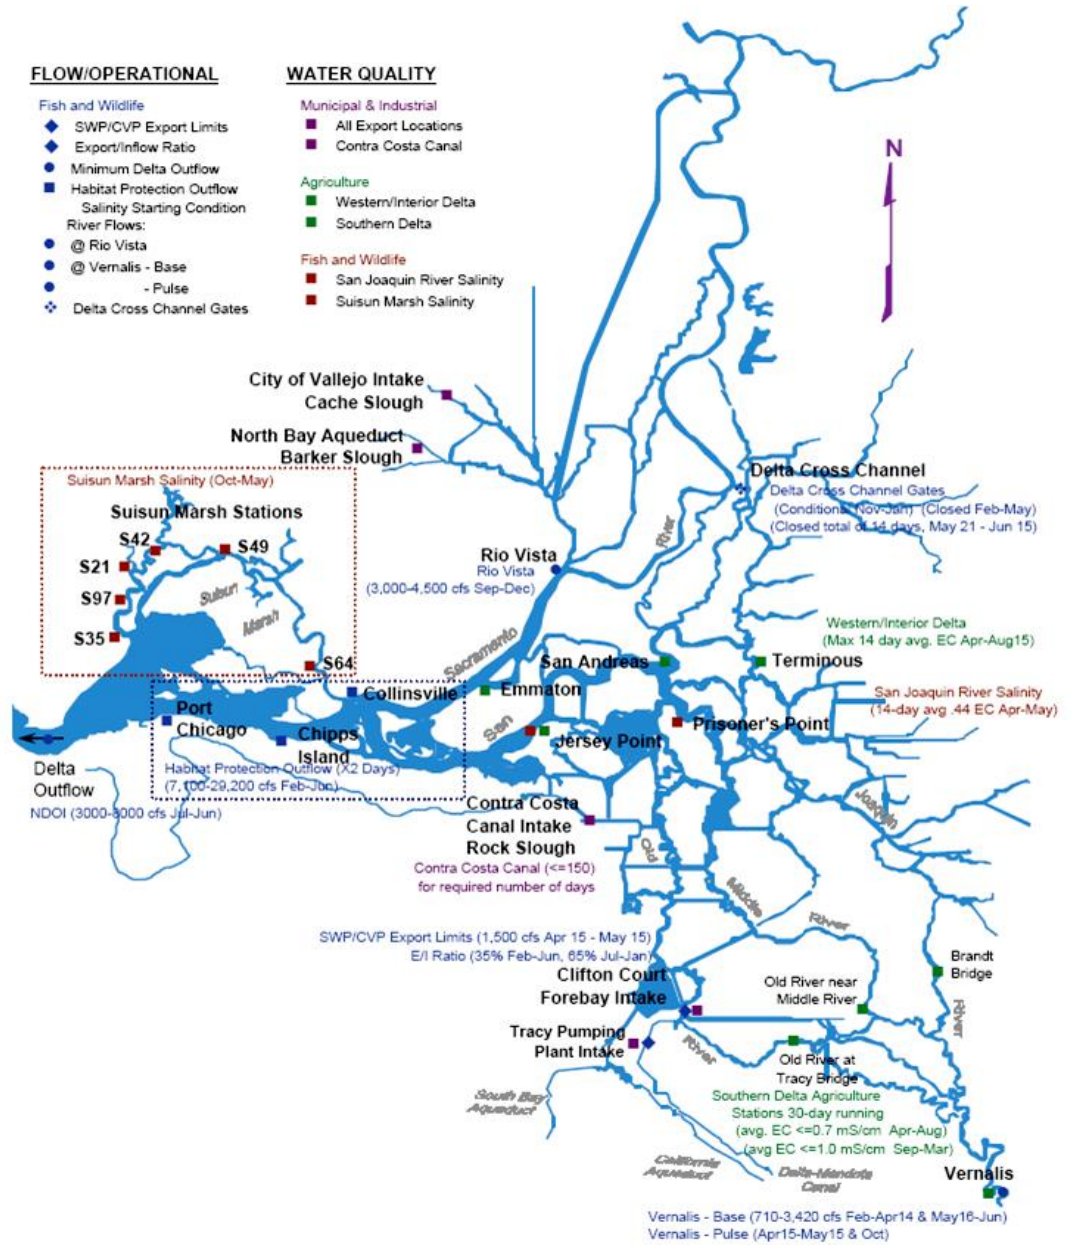 FLOW/OPERATIONAL
Fish and Wildlife
SWP/CVP Export Limits
Export/Inflow Ratio
Minimum Delta Outflow
Habitat Protection Outflow
Salinity Starting Condition
River Flows:
@ Rio Vista
@ Vernalis - Base
- Pulse
Delta Cross Channel Gates
WATER QUALITY
Municipal & Industrial
All Export Locations
Contra Costa Canal
Agriculture
Western/Interior Delta
Southern Delta
Fish and Wildlife
San Joaquin River Salinity
Suisun Marsh Salinity
N
City of Vallejo Intake
Cache Slough
North Bay Aqueduct
Barker Slough
Delta Cross Channel
Delta Cross Channel Gates
(Conditional Nov-Jan) (Closed Feb-May)
(Closed total of 14 days, May 21 - Jun 15)
Suisun Marsh Salinity (Oct-May)
Suisun Marsh Stations
S42
S49
S21
S97
S35
S64
Suisun
Marsh
River
Rio Vista
Rio Vista
(3,000-4,500 cfs Sep-Dec)
Sacramento
Western/Interior Delta
(Max 14 day avg. EC Apr-Aug15)
San Andreas
Terminous
Collinsville
Emmaton
San Joaquin River Salinity
(14-day avg .44 EC Apr-May)
Port
Chicago
Chipps
Island
San
Jersey Point
Prisoner's Point
Delta
Outflow
Habitat Protection Outflow (X2 Days)
(7,100-29,200 cfs Feb-Jun)
NDOI (3000-8000 cfs Jul-Jun)
Contra Costa
Canal Intake
Rock Slough
Contra Costa Canal (<=150)
for required number of days
Joaquin
Old
Middle
River
SWP/CVP Export Limits (1,500 cfs Apr 15 - May 15)
E/I Ratio (35% Feb-Jun, 65% Jul-Jan)
Clifton Court
Forebay Intake
Old River near
Middle River
Brandt
Bridge
River
Tracy Pumping
Plant Intake
River
Old River at
Tracy Bridge
South Bay
Aqueduct
Southern Delta Agriculture
Stations 30-day running
(avg. EC <=0.7 mS/cm Apr-Aug)
(avg EC <=1.0 mS/cm Sep-Mar)
California
Aqueduct
Delta-Mendota
Canal
Vernalis
Vernalis - Base (710-3,420 cfs Feb-Apr14 & May16-Jun)
Vernalis - Pulse (Apr15-May15 & Oct)